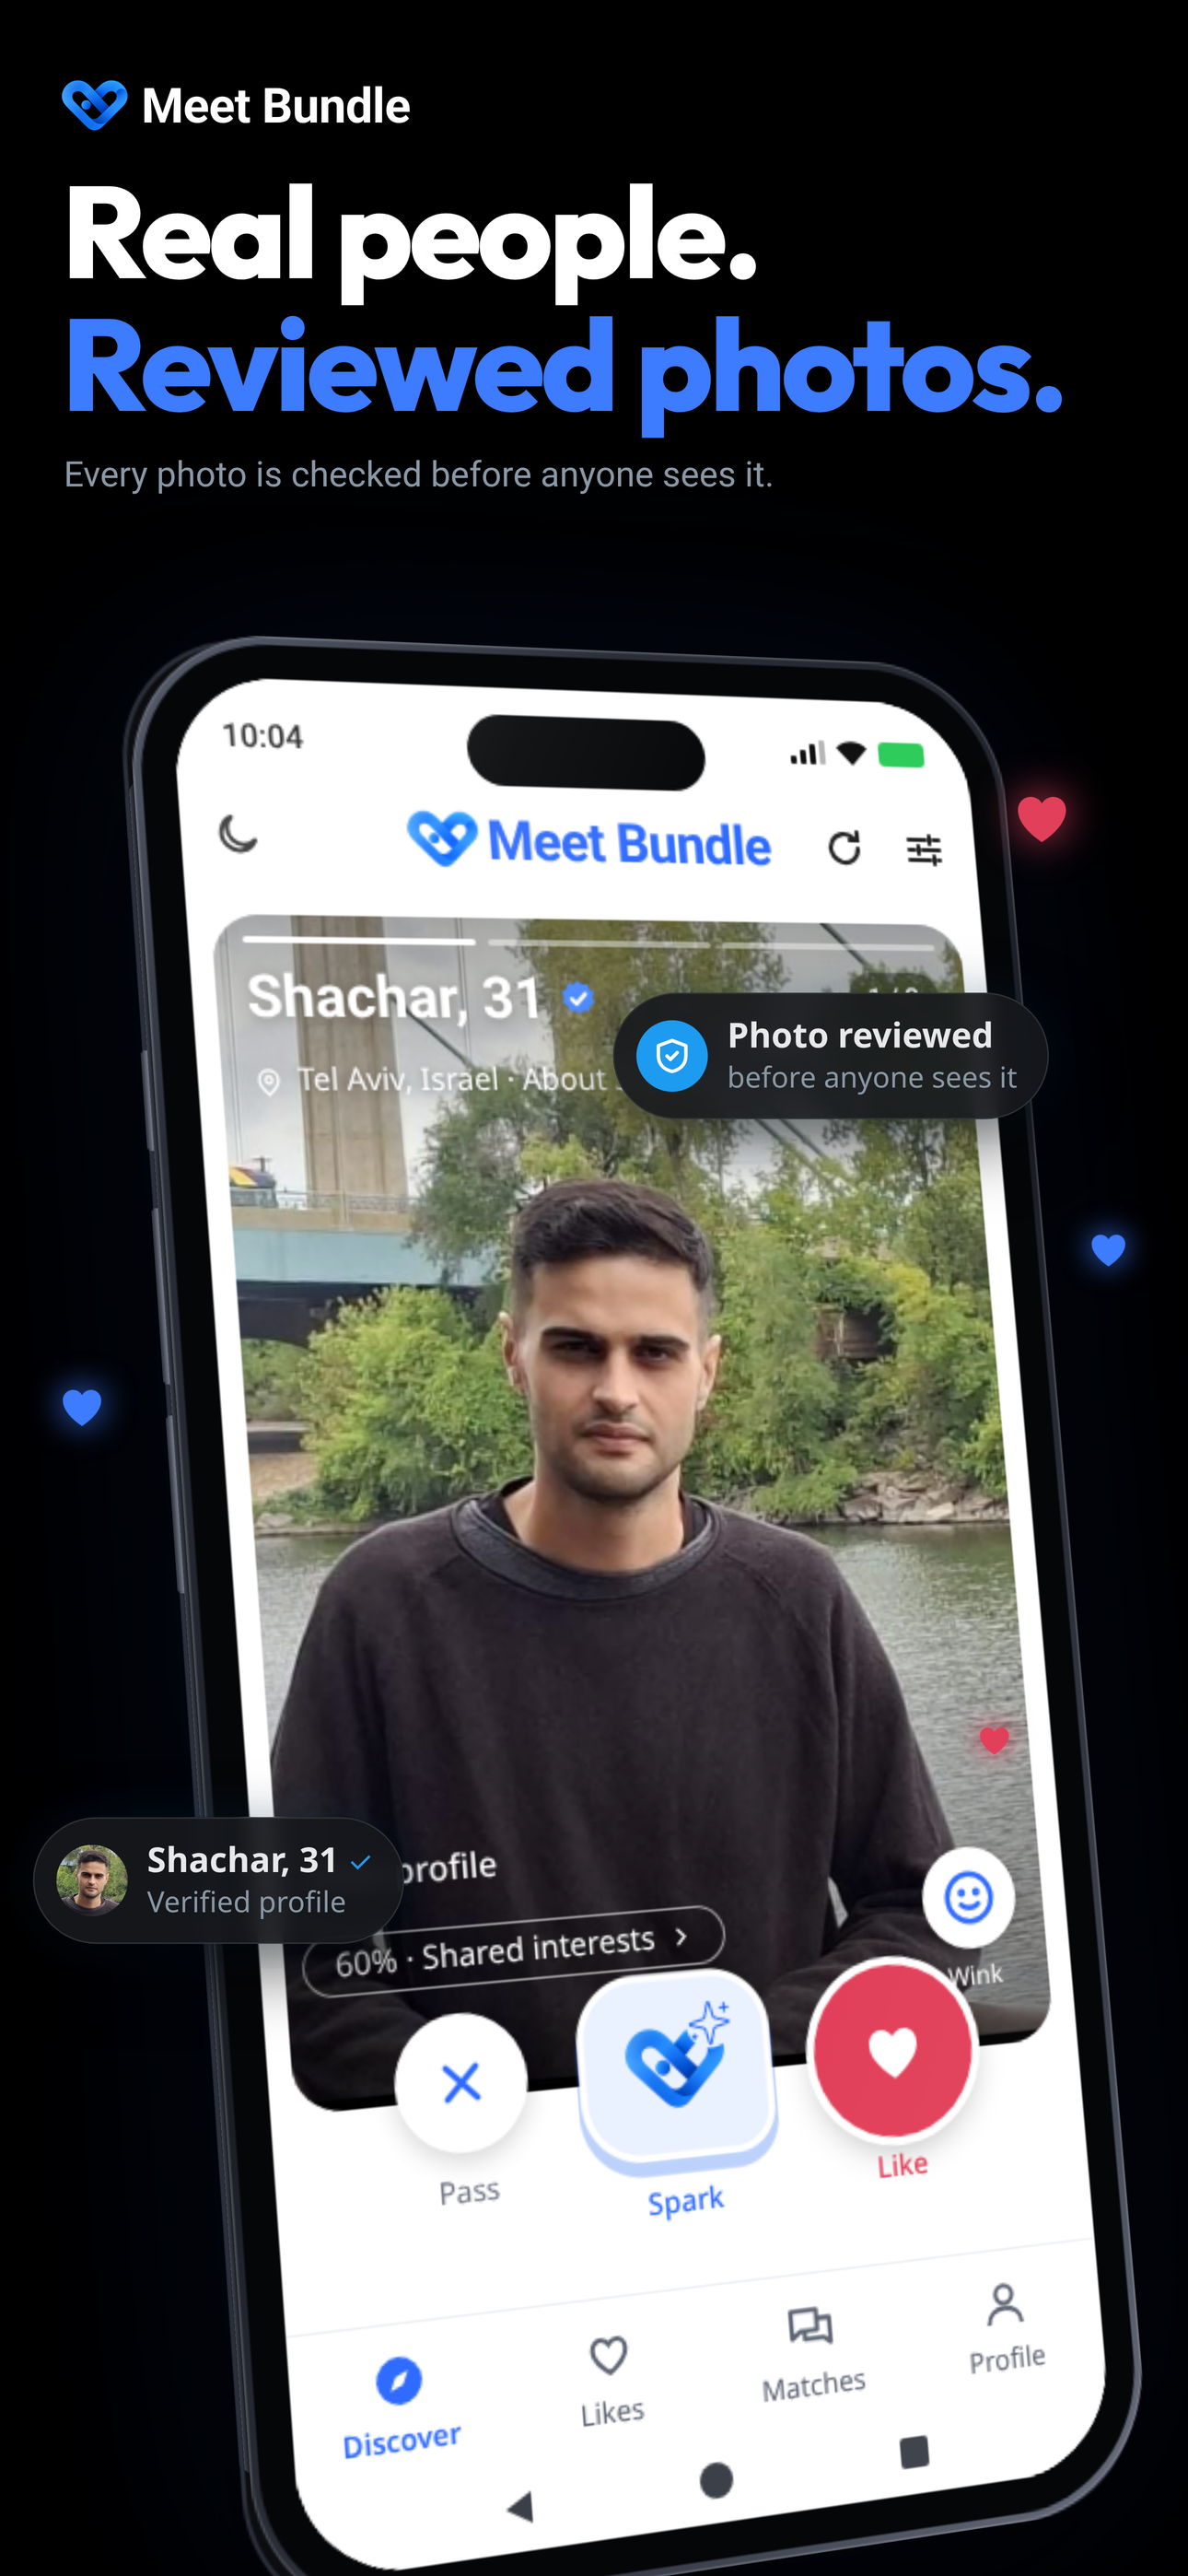 Meet Bundle
Real people.
Reviewed photos.
Every photo is checked before anyone sees it.
10:04
Meet Bundle
Shachar, 31
Tel Aviv, Israel · About
Photo reviewed
before anyone sees it
Shachar, 31
Verified profile
profile
60% · Shared interests
Wink
Pass
Spark
Like
Discover
Likes
Matches
Profile